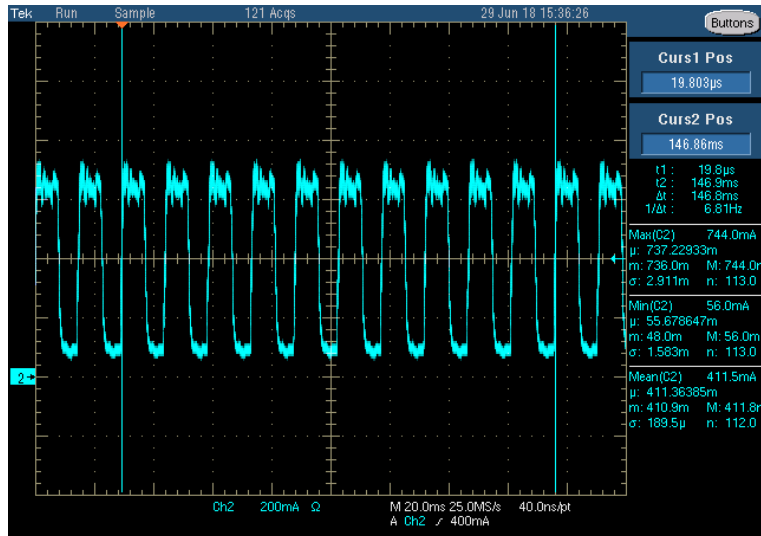 Tek Run Sample 121 Acqs 29 Jun 18 15:36:26
Buttons
Curs1 Pos
19.803µs
Curs2 Pos
146.86ms
t1 : 19.8µs
t2 : 146.9ms
Δt : 146.8ms
1/Δt : 6.81Hz
Max(C2) 744.0mA
µ: 737.22933m
m: 736.0m M: 744.0r
σ: 2.911m n: 113.0
Min(C2) 56.0mA
µ: 55.678647m
m: 48.0m M: 56.0m
σ: 1.583m n: 113.0
Mean(C2) 411.5mA
µ: 411.36385m
m: 410.9m M: 411.8r
σ: 189.5µ n: 112.0
2
Ch2 200mA Ω M 20.0ms 25.0MS/s 40.0ns/pt
A Ch2 400mA